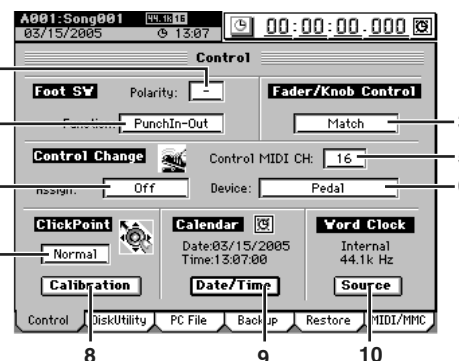 A001:Song001 44.1k 16
03/15/2005 13:07 00:00:00.000
Control
Foot SW Polarity: - Fader/Knob Control
Function: PunchIn-Out Match
Control Change Control MIDI CH: 16
Assign: Off Device: Pedal
ClickPoint Calendar Word Clock
Date:03/15/2005 Internal
Normal Time:13:07:00 44.1k Hz
Calibration Date/Time Source
Control DiskUtility PC File Backup Restore MIDI/MMC
8 9 10